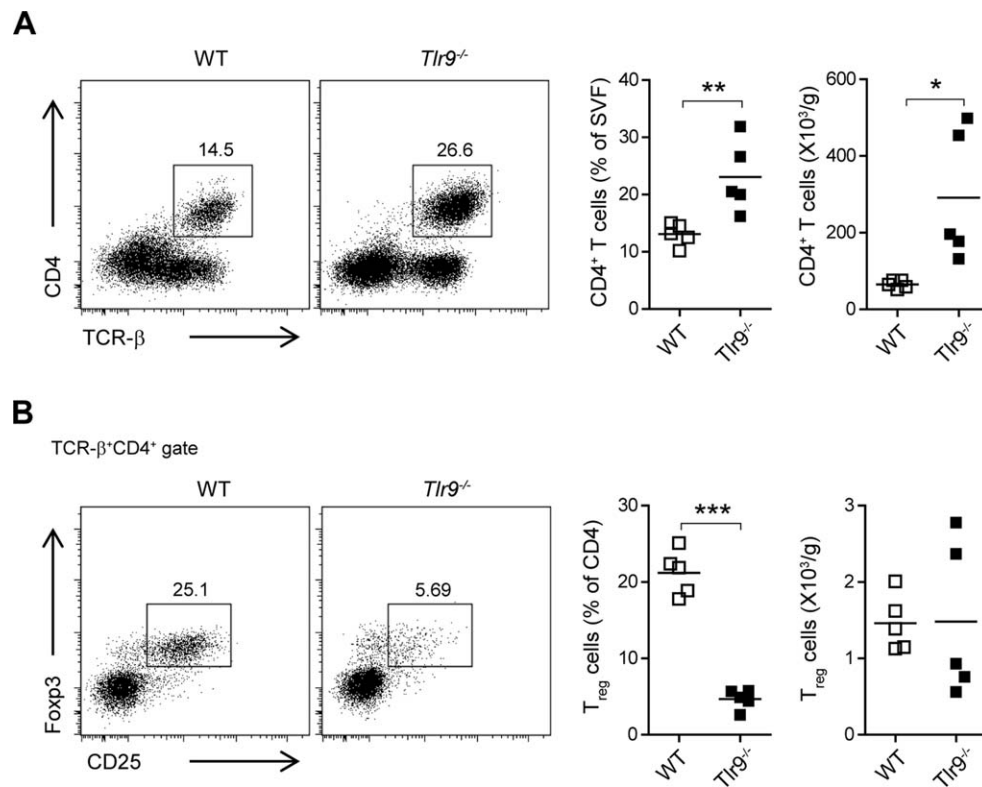 A
WT
Tlr9-/-
14.5
26.6
CD4
TCR-β
CD4+ T cells (% of SVF)
40
30
20
10
0
**
WT
Tlr9-/-
CD4+ T cells (X10³/g)
600
400
200
0
*
WT
Tlr9-/-
B
TCR-β+CD4+ gate
WT
Tlr9-/-
25.1
5.69
Foxp3
CD25
Treg cells (% of CD4)
30
20
10
0
***
WT
Tlr9-/-
Treg cells (X10³/g)
3
2
1
0
WT
Tlr9-/-